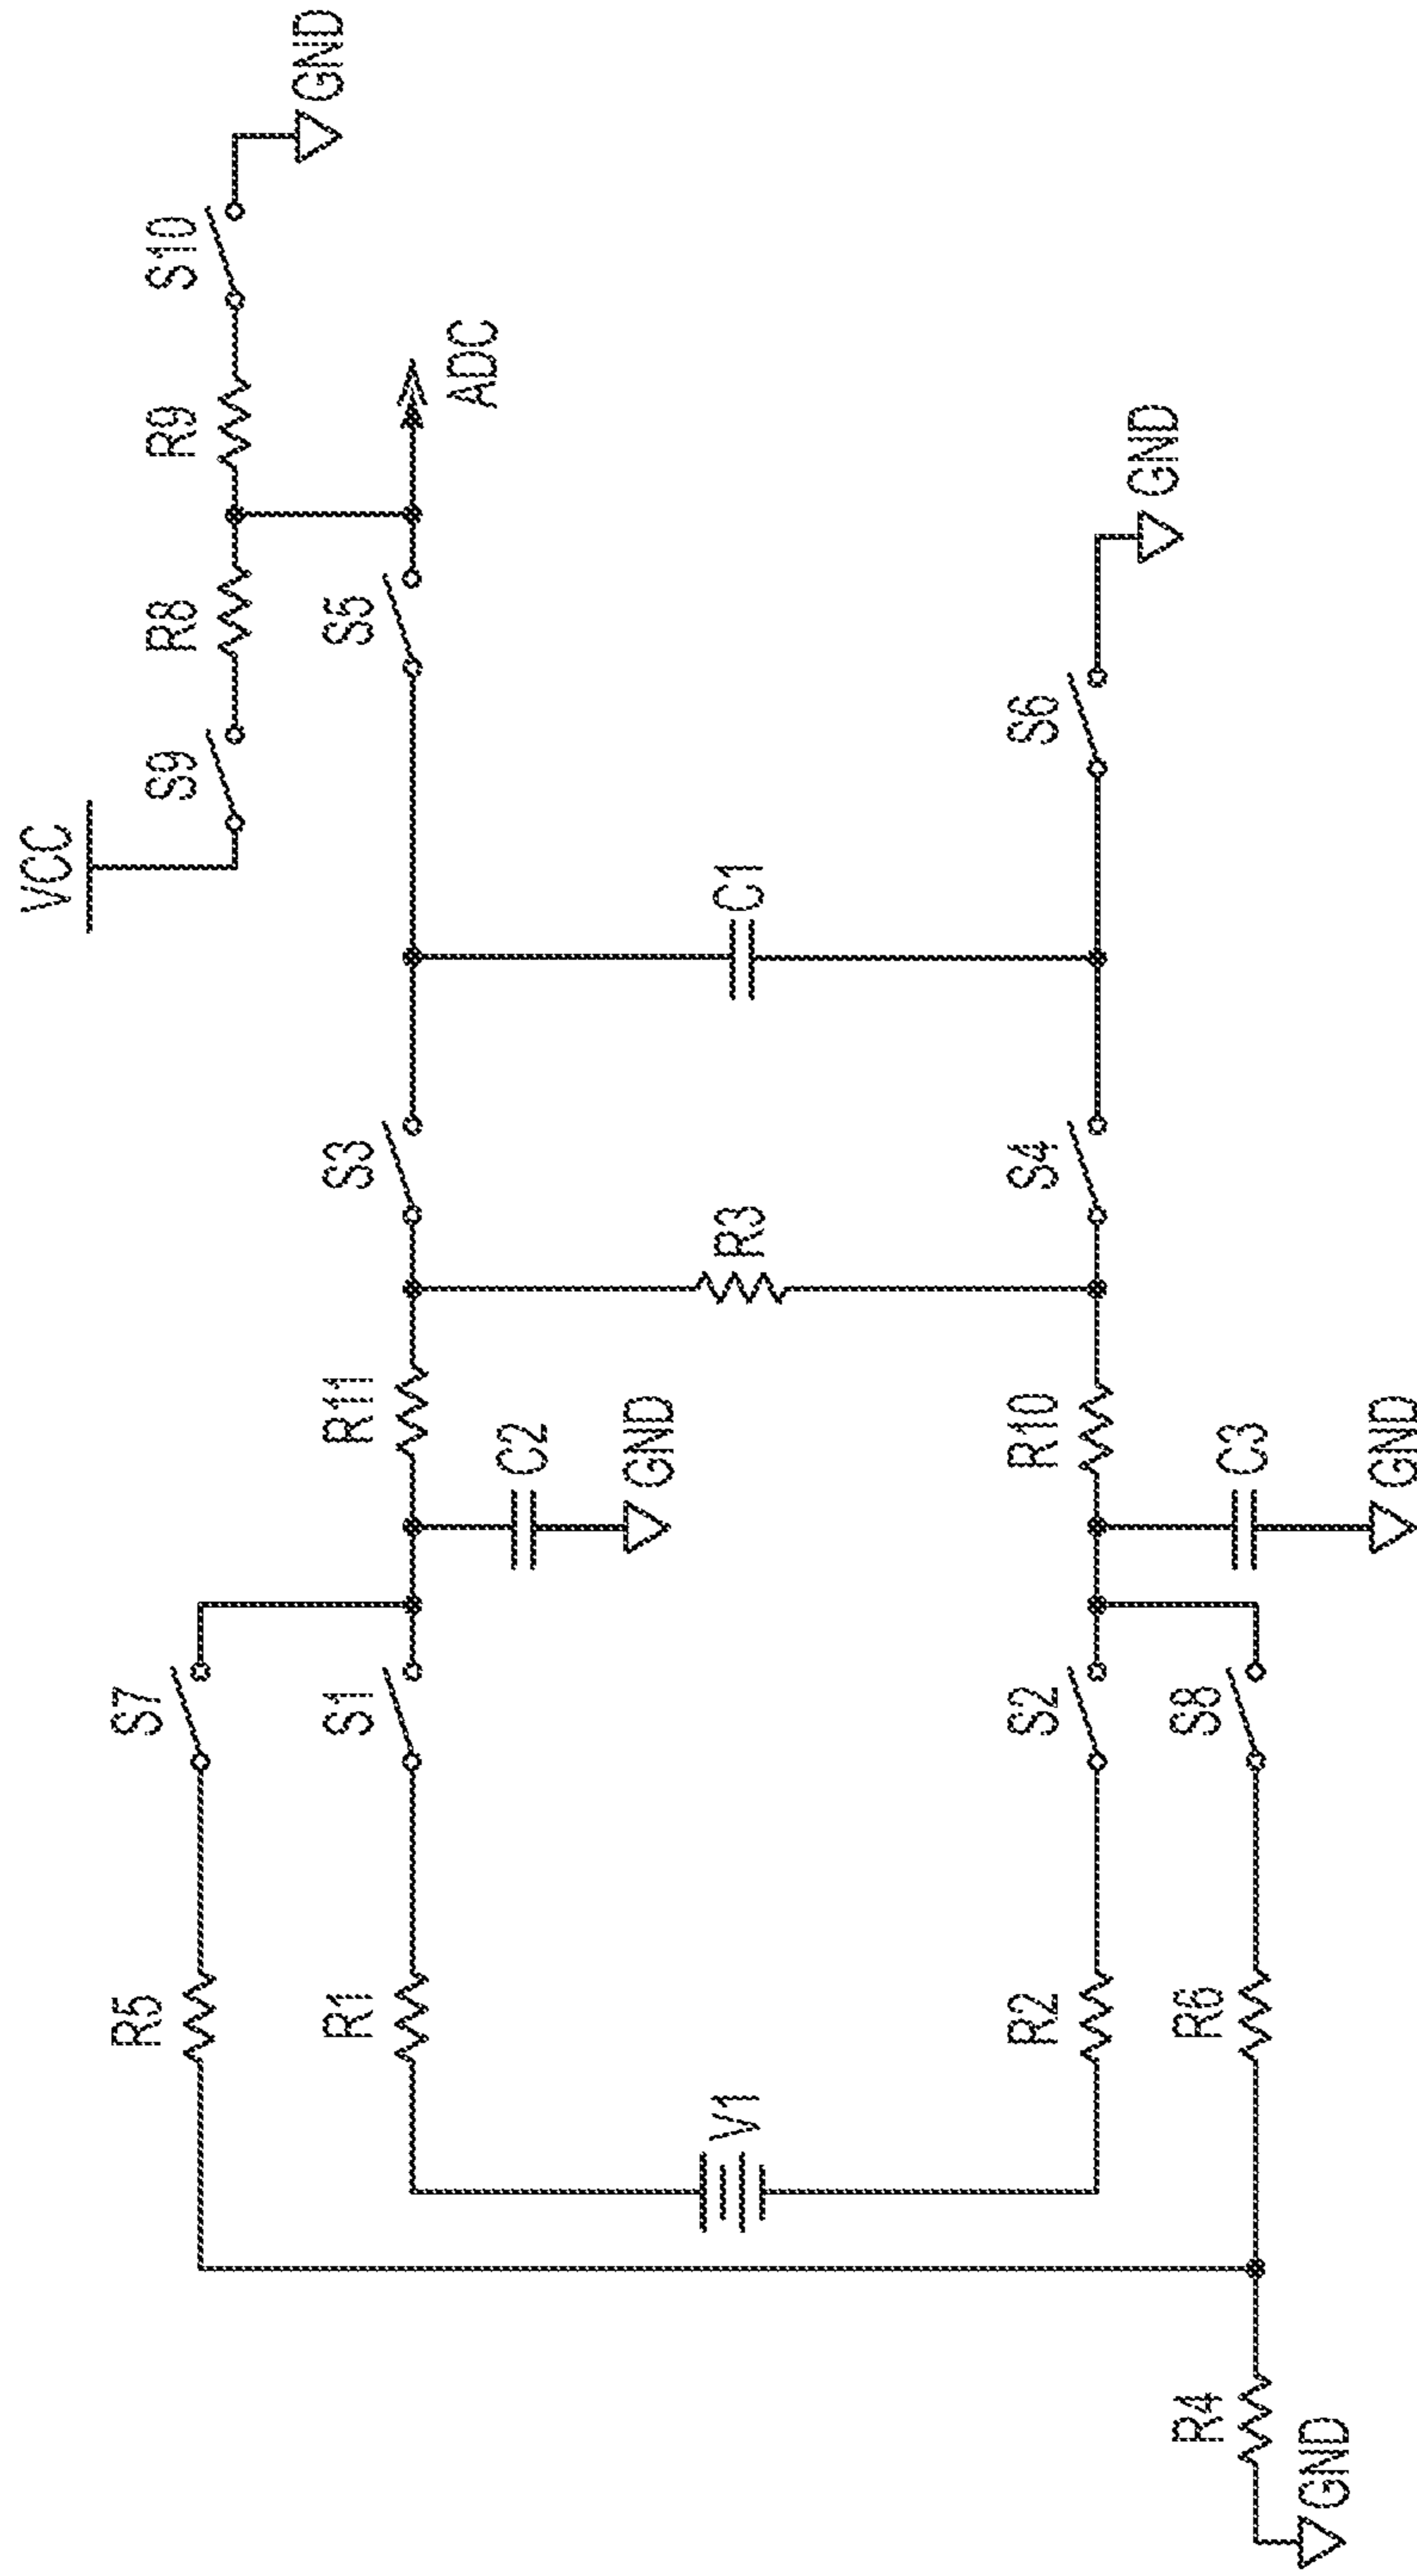 VCC
S9
R8
R9
S10
GND
S7
R5
S1
R1
R11
S3
S5
ADC
C2
GND
V1
R3
C1
S2
R2
R10
S4
S6
GND
S8
R6
C3
GND
R4
GND